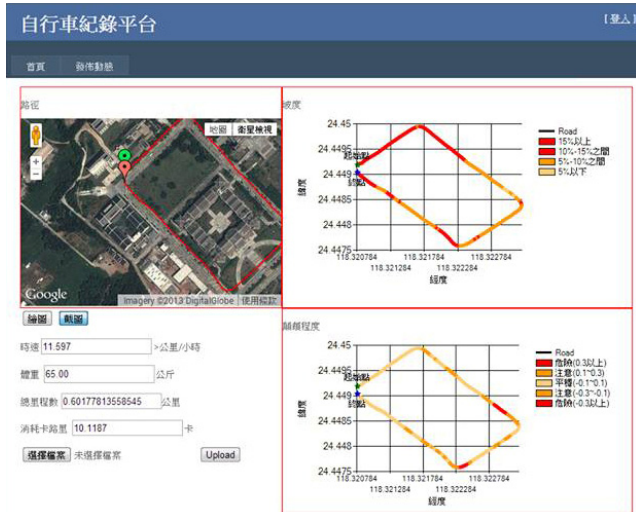 自行車紀錄平台
[登入]
首頁
發佈動態
路徑
地圖 衛星檢視
Google
Imagery ©2013 DigitalGlobe 使用條款
繪圖 截圖
時速 11.597 >公里/小時
體重 65.00 公斤
總里程數 0.60177813558545 公里
消耗卡路里 10.1187 卡
選擇檔案 未選擇檔案 Upload
坡度
24.45
24.4495
24.449
24.4485
24.448
24.4475
緯度
起始點
終點
118.320784 118.321784 118.322784
118.321284 118.322284
經度
Road
15%以上
10%-15%之間
5%-10%之間
5%以下
顛簸程度
24.45
24.4495
24.449
24.4485
24.448
24.4475
緯度
起始點
終點
118.320784 118.321784 118.322784
118.321284 118.322284
經度
Road
危險(0.3以上)
注意(0.1~0.3)
平穩(-0.1~0.1)
注意(-0.3~-0.1)
危險(-0.3以上)